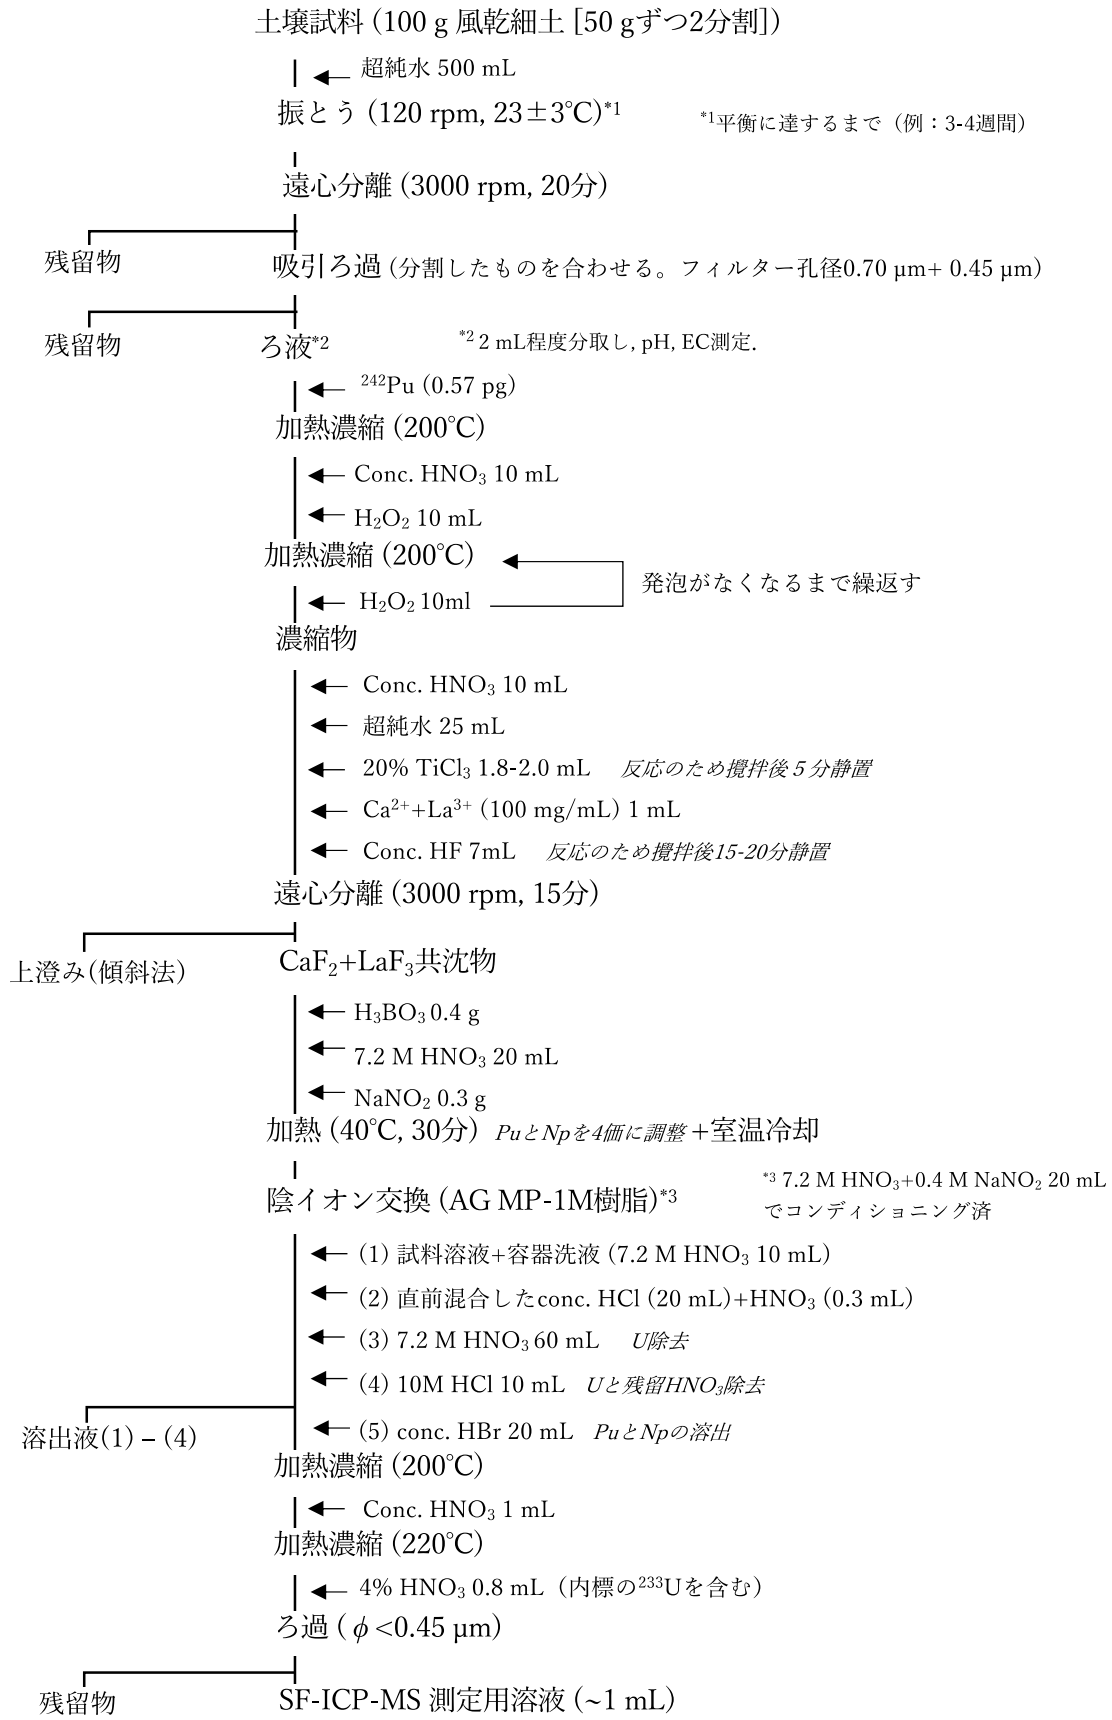 土壌試料 (100 g 風乾細土 [50 gずつ2分割])
超純水 500 mL
振とう (120 rpm, 23±3℃)*1
*1平衡に達するまで（例：3-4週間）
遠心分離 (3000 rpm, 20分)
残留物
吸引ろ過 (分割したものを合わせる。フィルター孔径0.70 µm+ 0.45 µm)
残留物
ろ液*2
*2 2 mL程度分取し, pH, EC測定.
242Pu (0.57 pg)
加熱濃縮 (200℃)
Conc. HNO3 10 mL
H2O2 10 mL
加熱濃縮 (200℃)
発泡がなくなるまで繰返す
H2O2 10ml
濃縮物
Conc. HNO3 10 mL
超純水 25 mL
20% TiCl3 1.8-2.0 mL 反応のため攪拌後５分静置
Ca2++La3+ (100 mg/mL) 1 mL
Conc. HF 7mL 反応のため攪拌後15-20分静置
遠心分離 (3000 rpm, 15分)
上澄み(傾斜法)
CaF2+LaF3共沈物
H3BO3 0.4 g
7.2 M HNO3 20 mL
NaNO2 0.3 g
加熱 (40℃, 30分) PuとNpを4価に調整 +室温冷却
陰イオン交換 (AG MP-1M樹脂)*3
*3 7.2 M HNO3+0.4 M NaNO2 20 mL
でコンディショニング済
(1) 試料溶液+容器洗液 (7.2 M HNO3 10 mL)
(2) 直前混合したconc. HCl (20 mL)+HNO3 (0.3 mL)
(3) 7.2 M HNO3 60 mL U除去
(4) 10M HCl 10 mL Uと残留HNO3除去
溶出液(1) – (4)
(5) conc. HBr 20 mL PuとNpの溶出
加熱濃縮 (200℃)
Conc. HNO3 1 mL
加熱濃縮 (220℃)
4% HNO3 0.8 mL（内標の233Uを含む）
ろ過 ( ϕ <0.45 µm)
残留物
SF-ICP-MS 測定用溶液 (~1 mL)